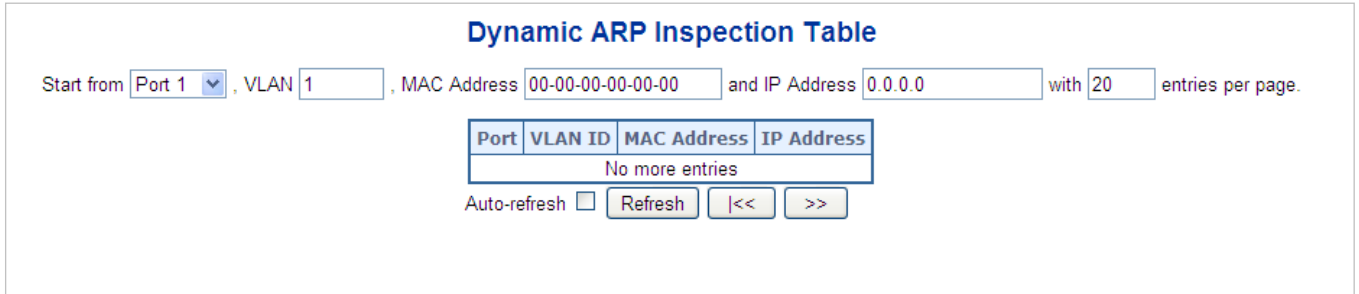 Dynamic ARP Inspection Table
Start from Port 1 , VLAN 1 , MAC Address 00-00-00-00-00-00 and IP Address 0.0.0.0 with 20 entries per page.
Port VLAN ID MAC Address IP Address
No more entries
Auto-refresh Refresh |<< >>